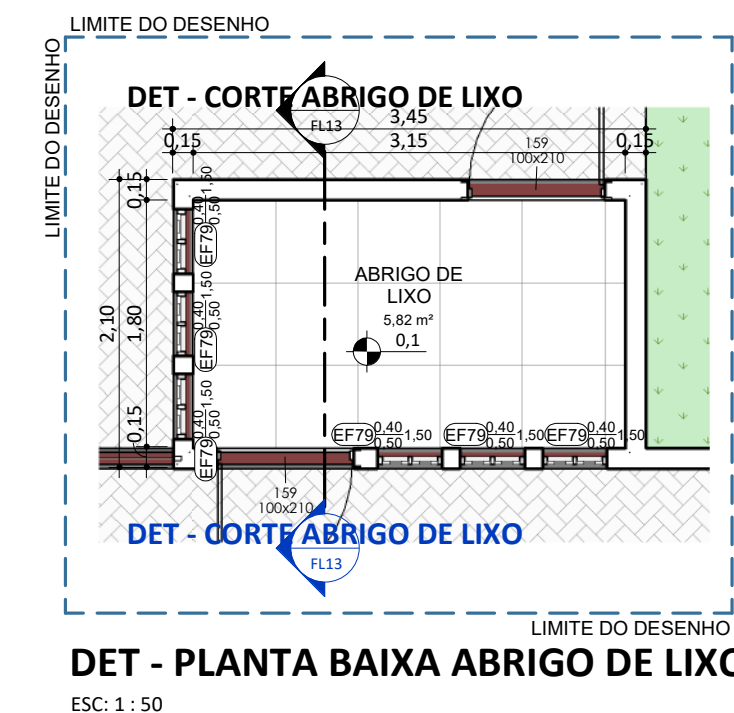 LIMITE DO DESENHO
LIMITE DO DESENHO
DET - CORTE ABRIGO DE LIXO
FL13
3,45
0,15
3,15
0,15
159
100x210
0,15
2,10
1,80
0,15
EF79 0,40 0,50 1,50
EF79 0,40 0,50 1,50
EF79 0,40 0,50 1,50
ABRIGO DE
LIXO
5,82 m²
0,1
EF79 0,40 0,50 1,50
EF79 0,40 0,50 1,50
EF79 0,40 0,50 1,50
159
100x210
DET - CORTE ABRIGO DE LIXO
FL13
LIMITE DO DESENHO
DET - PLANTA BAIXA ABRIGO DE LIXO
ESC: 1 : 50